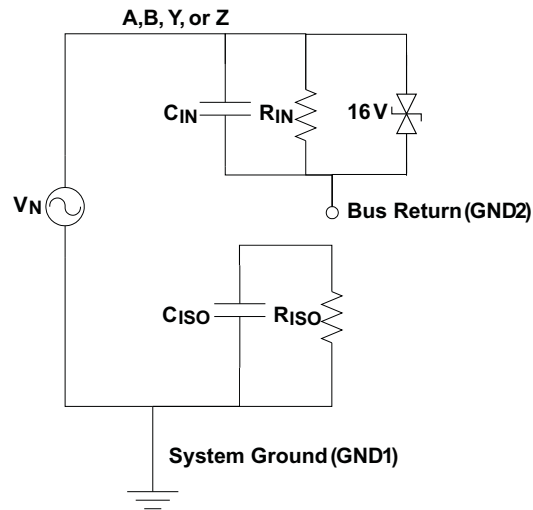 A,B, Y, or Z
CIN
RIN
16 V
VN
Bus Return (GND2)
CISO
RISO
System Ground (GND1)